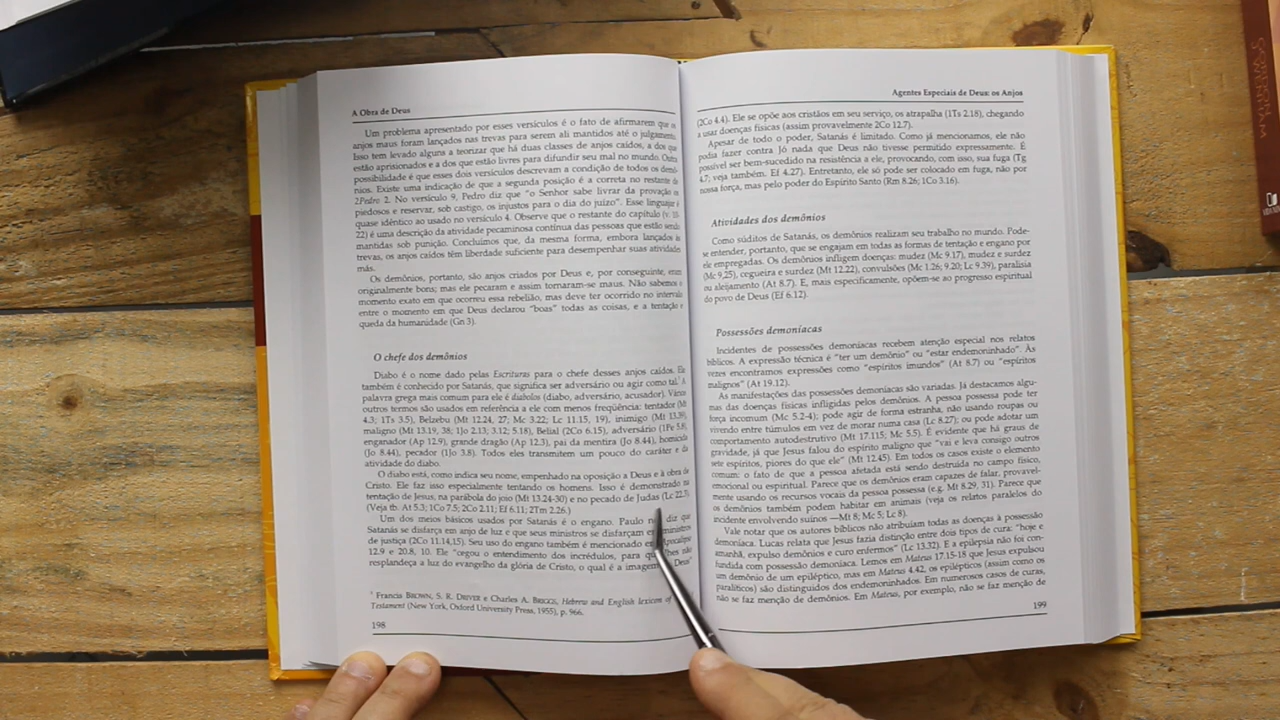 A Obra de Deus
Um problema apresentado por esses versículos é o fato de afirmarem que os
anjos maus foram lançados nas trevas para serem ali mantidos até o julgamento.
Isso tem levado alguns a teorizar que há duas classes de anjos caídos, a dos que
estão aprisionados e a dos que estão livres para difundir seu mal no mundo. Outra
possibilidade é que esses dois versículos descrevam a condição de todos os demô-
nios. Existe uma indicação de que a segunda posição é a correta no restante de
2Pedro 2. No versículo 9, Pedro diz que "o Senhor sabe livrar da provação os
piedosos e reservar, sob castigo, os injustos para o dia do juízo". Esse linguajar é
quase idêntico ao usado no versículo 4. Observe que o restante do capítulo (v. 10-
22) é uma descrição da atividade pecaminosa contínua das pessoas que estão sendo
mantidas sob punição. Concluímos que, da mesma forma, embora lançados às
trevas, os anjos caídos têm liberdade suficiente para desempenhar suas atividades
más.
Os demônios, portanto, são anjos criados por Deus e, por conseguinte, eram
originalmente bons; mas ele pecaram e assim tornaram-se maus. Não sabemos o
momento exato em que ocorreu essa rebelião, mas deve ter ocorrido no intervalo
entre o momento em que Deus declarou "boas" todas as coisas, e a tentação e
queda da humanidade (Gn 3).
O chefe dos demônios
Diabo é o nome dado pelas Escrituras para o chefe desses anjos caídos. Ele
também é conhecido por Satanás, que significa ser adversário ou agir como tal.¹ A
palavra grega mais comum para ele é diabolos (diabo, adversário, acusador). Vários
outros termos são usados em referência a ele com menos freqüência: tentador (Mt
4.3; 1Ts 3.5), Belzebu (Mt 12.24, 27; Mc 3.22; Lc 11.15, 19), inimigo (Mt 13.39),
maligno (Mt 13.19, 38; 1Jo 2.13; 3.12; 5.18), Belial (2Co 6.15), adversário (1Pe 5.8),
enganador (Ap 12.9), grande dragão (Ap 12.3), pai da mentira (Jo 8.44), homicida
(Jo 8.44), pecador (1Jo 3.8). Todos eles transmitem um pouco do caráter e da
atividade do diabo.
O diabo está, como indica seu nome, empenhado na oposição a Deus e à obra de
Cristo. Ele faz isso especialmente tentando os homens. Isso é demonstrado na
tentação de Jesus, na parábola do joio (Mt 13.24-30) e no pecado de Judas (Lc 22.3).
(Veja tb. At 5.3; 1Co 7.5; 2Co 2.11; Ef 6.11; 2Tm 2.26.)
Um dos meios básicos usados por Satanás é o engano. Paulo diz que
Satanás se disfarça em anjo de luz e que seus ministros se disfarçam ministros
de justiça (2Co 11.14,15). Seu uso do engano também é mencionado Apocalipse
12.9 e 20.8, 10. Ele "cegou o entendimento dos incrédulos, para lhes não
resplandeça a luz do evangelho da glória de Cristo, o qual é a imagem Deus"
¹ Francis BROWN, S. R. DRIVER e Charles A. BRIGGS, Hebrew and English lexicon of
Testament (New York, Oxford University Press, 1955), p. 966.
198
Agentes Especiais de Deus: os Anjos
(2Co 4.4). Ele se opõe aos cristãos em seu serviço, os atrapalha (1Ts 2.18), chegando
a usar doenças físicas (assim provavelmente 2Co 12.7).
Apesar de todo o poder, Satanás é limitado. Como já mencionamos, ele não
podia fazer contra Jó nada que Deus não tivesse permitido expressamente. É
possível ser bem-sucedido na resistência a ele, provocando, com isso, sua fuga (Tg
4.7; veja também. Ef 4.27). Entretanto, ele só pode ser colocado em fuga, não por
nossa força, mas pelo poder do Espírito Santo (Rm 8.26; 1Co 3.16).
Atividades dos demônios
Como súditos de Satanás, os demônios realizam seu trabalho no mundo. Pode-
se entender, portanto, que se engajam em todas as formas de tentação e engano por
ele empregadas. Os demônios infligem doenças: mudez (Mc 9.17), mudez e surdez
(Mc 9.25), cegueira e surdez (Mt 12.22), convulsões (Mc 1.26; 9.20; Lc 9.39), paralisia
ou aleijamento (At 8.7). E, mais especificamente, opõem-se ao progresso espiritual
do povo de Deus (Ef 6.12).
Possessões demoníacas
Incidentes de possessões demoníacas recebem atenção especial nos relatos
bíblicos. A expressão técnica é "ter um demônio" ou "estar endemoninhado". Às
vezes encontramos expressões como "espíritos imundos" (At 8.7) ou "espíritos
malignos" (At 19.12).
As manifestações das possessões demoníacas são variadas. Já destacamos algu-
mas das doenças físicas infligidas pelos demônios. A pessoa possessa pode ter
força incomum (Mc 5.2-4); pode agir de forma estranha, não usando roupas ou
vivendo entre túmulos em vez de morar numa casa (Lc 8.27); ou pode adotar um
comportamento autodestrutivo (Mt 17.115; Mc 5.5). É evidente que há graus de
gravidade, já que Jesus falou do espírito maligno que "vai e leva consigo outros
sete espíritos, piores do que ele" (Mt 12.45). Em todos os casos existe o elemento
comum: o fato de que a pessoa afetada está sendo destruída no campo físico,
emocional ou espiritual. Parece que os demônios eram capazes de falar, provavel-
mente usando os recursos vocais da pessoa possessa (e.g. Mt 8.29, 31). Parece que
os demônios também podem habitar em animais (veja os relatos paralelos do
incidente envolvendo suínos —Mt 8; Mc 5; Lc 8).
Vale notar que os autores bíblicos não atribuíam todas as doenças à possessão
demoníaca. Lucas relata que Jesus fazia distinção entre dois tipos de cura: "hoje e
amanhã, expulso demônios e curo enfermos" (Lc 13.32). E a epilepsia não foi con-
fundida com possessão demoníaca. Lemos em Mateus 17.15-18 que Jesus expulsou
um demônio de um epiléptico, mas em Mateus 4.42, os epilépticos (assim como os
paralíticos) são distinguidos dos endemoninhados. Em numerosos casos de curas,
não se faz menção de demônios. Em Mateus, por exemplo, não se faz menção de
199